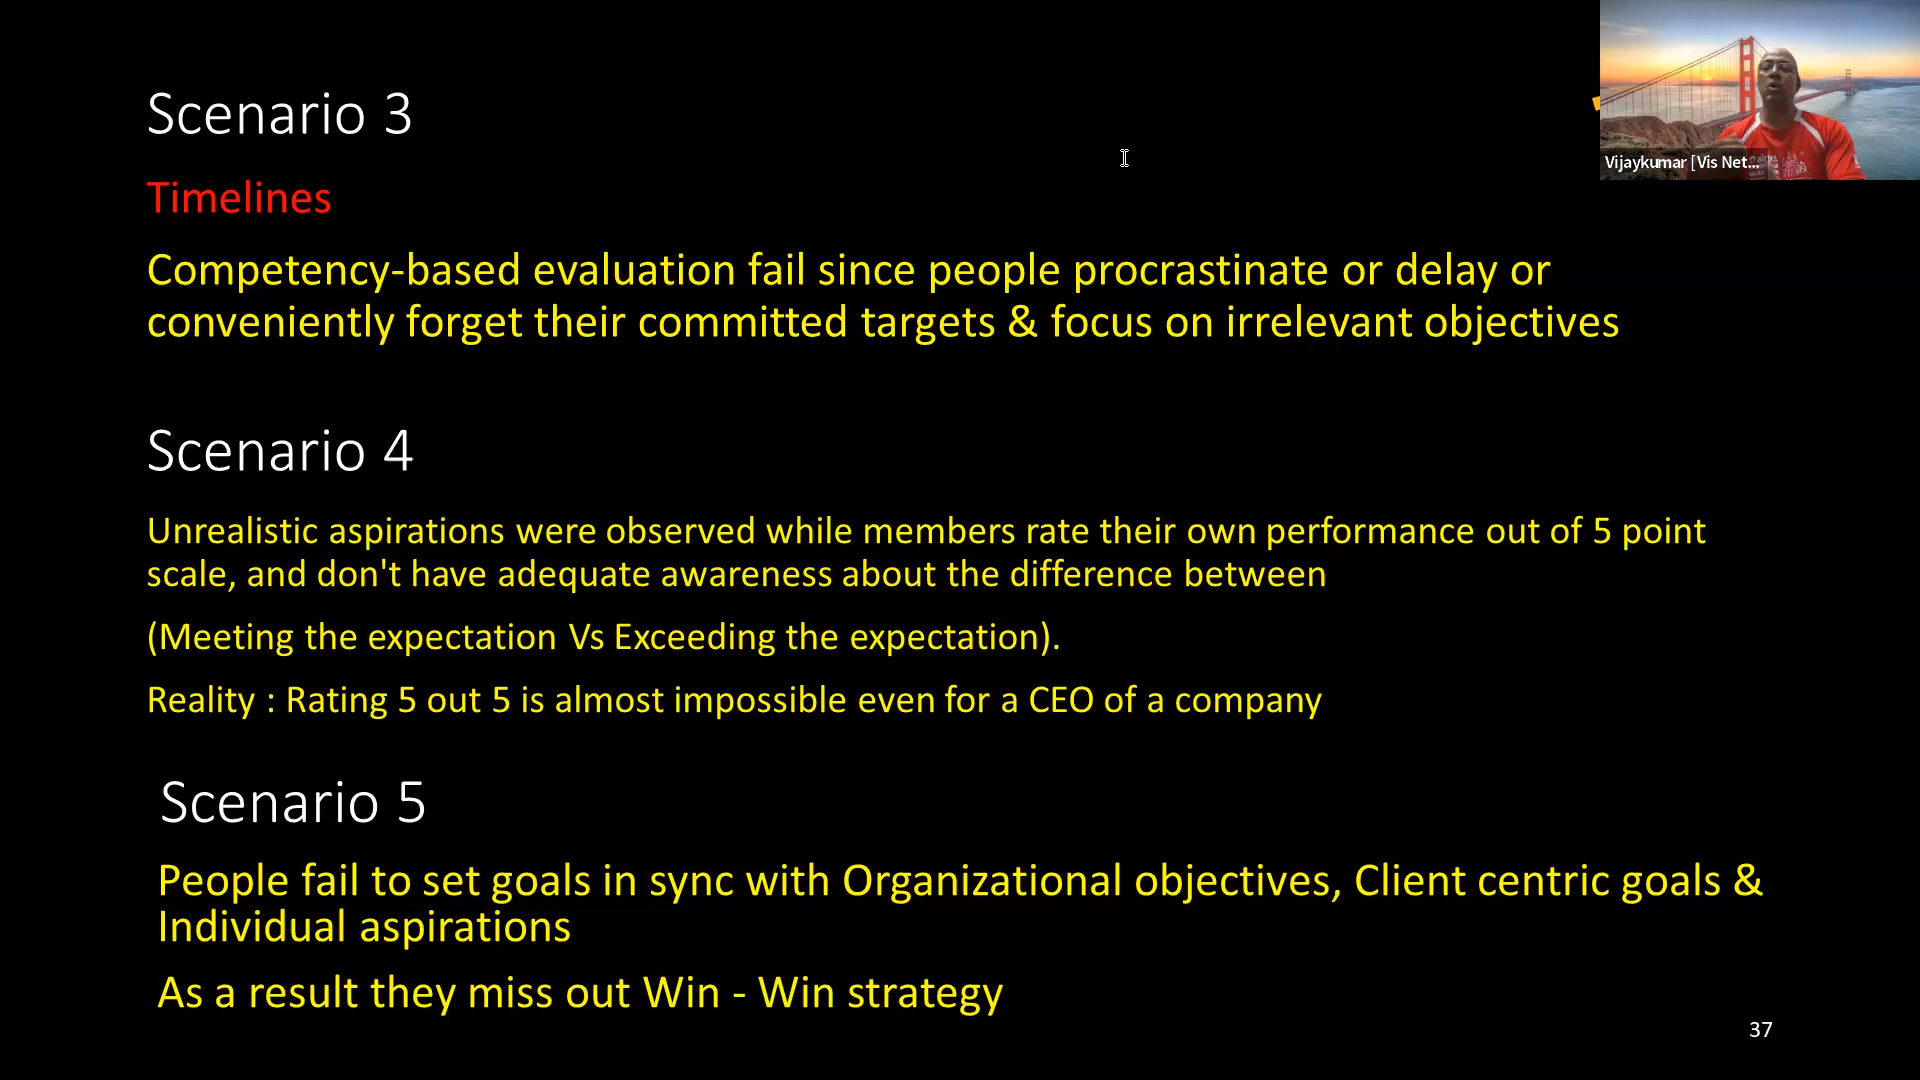 Scenario 3
Vijaykumar [Vis Net...
Timelines
Competency-based evaluation fail since people procrastinate or delay or
conveniently forget their committed targets & focus on irrelevant objectives
Scenario 4
Unrealistic aspirations were observed while members rate their own performance out of 5 point
scale, and don't have adequate awareness about the difference between
(Meeting the expectation Vs Exceeding the expectation).
Reality : Rating 5 out 5 is almost impossible even for a CEO of a company
Scenario 5
People fail to set goals in sync with Organizational objectives, Client centric goals &
Individual aspirations
As a result they miss out Win - Win strategy
37